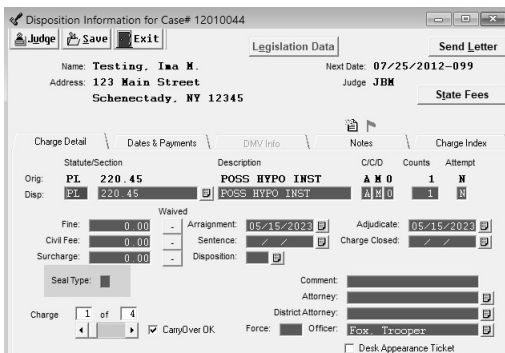 Disposition Information for Case# 12010044
Judge Save Exit Legislation Data Send Letter
Name: Testing, Ima M. Next Date: 07/25/2012-099
Address: 123 Main Street Judge JBM
Schenectady, NY 12345 State Fees
Charge Detail Dates & Payments DMV Info Notes Charge Index
Statute/Section Description C/C/D Counts Attempt
Orig: PL 220.45 POSS HYPO INST A M 0 1 N
Disp: PL 220.45 POSS HYPO INST A M 0 1 N
Waived
Fine: 0.00 - Arraignment: 05/15/2023 Adjudicate: 05/15/2023
Civil Fee: 0.00 - Sentence: / / Charge Closed: / /
Surcharge: 0.00 - Disposition:
Seal Type: Comment:
Attorney:
Charge 1 of 4 District Attorney:
CarryOver OK Force: Officer: Fox, Trooper
Desk Appearance Ticket